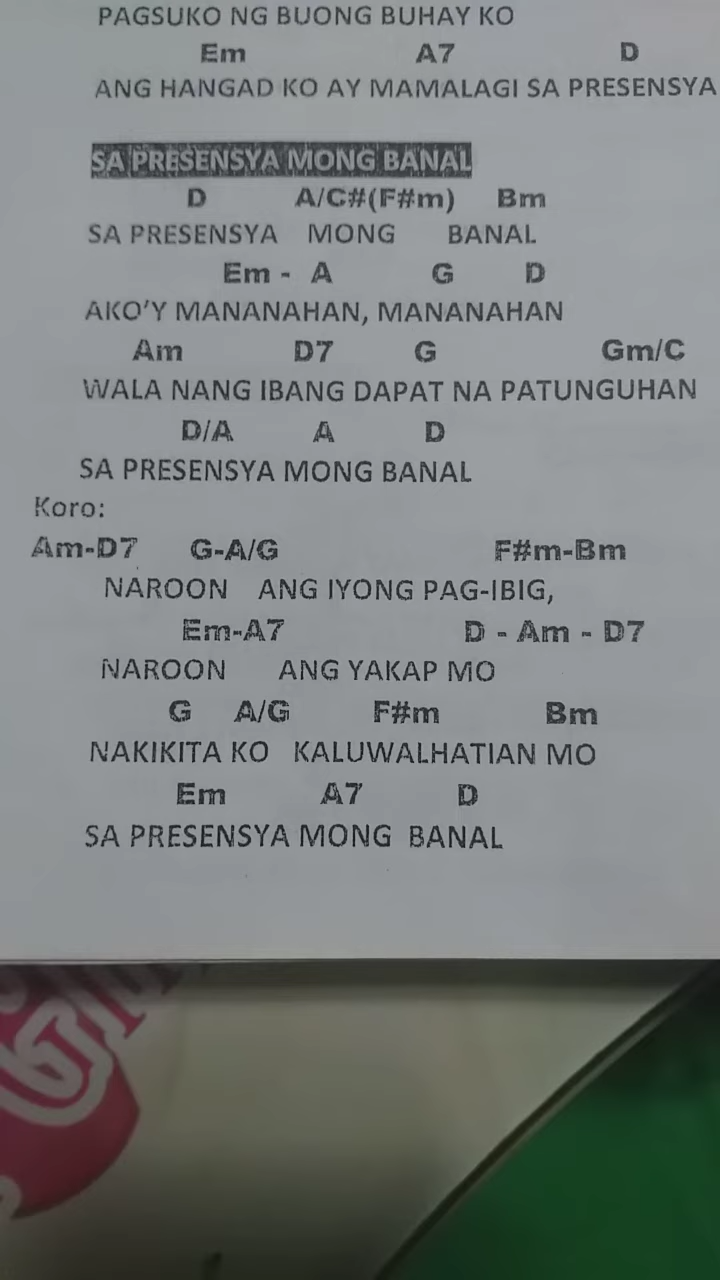 PAGSUKO NG BUONG BUHAY KO
Em A7 D
ANG HANGAD KO AY MAMALAGI SA PRESENSYA
SA PRESENSYA MONG BANAL
D A/C#(F#m) Bm
SA PRESENSYA MONG BANAL
Em - A G D
AKO'Y MANANAHAN, MANANAHAN
Am D7 G Gm/C
WALA NANG IBANG DAPAT NA PATUNGUHAN
D/A A D
SA PRESENSYA MONG BANAL
Koro:
Am-D7 G-A/G F#m-Bm
NAROON ANG IYONG PAG-IBIG,
Em-A7 D - Am - D7
NAROON ANG YAKAP MO
G A/G F#m Bm
NAKIKITA KO KALUWALHATIAN MO
Em A7 D
SA PRESENSYA MONG BANAL